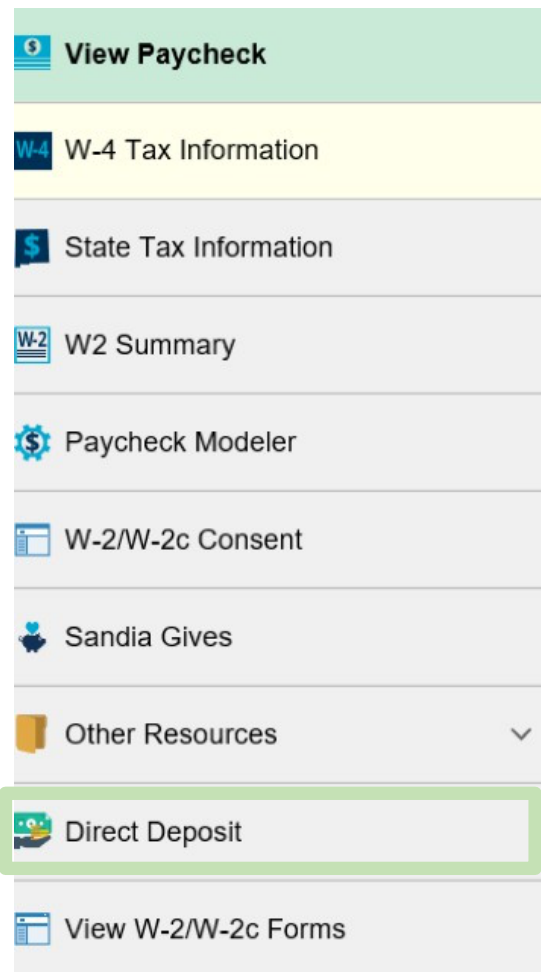 View Paycheck
W-4 W-4 Tax Information
State Tax Information
W-2 W2 Summary
Paycheck Modeler
W-2/W-2c Consent
Sandia Gives
Other Resources
Direct Deposit
View W-2/W-2c Forms